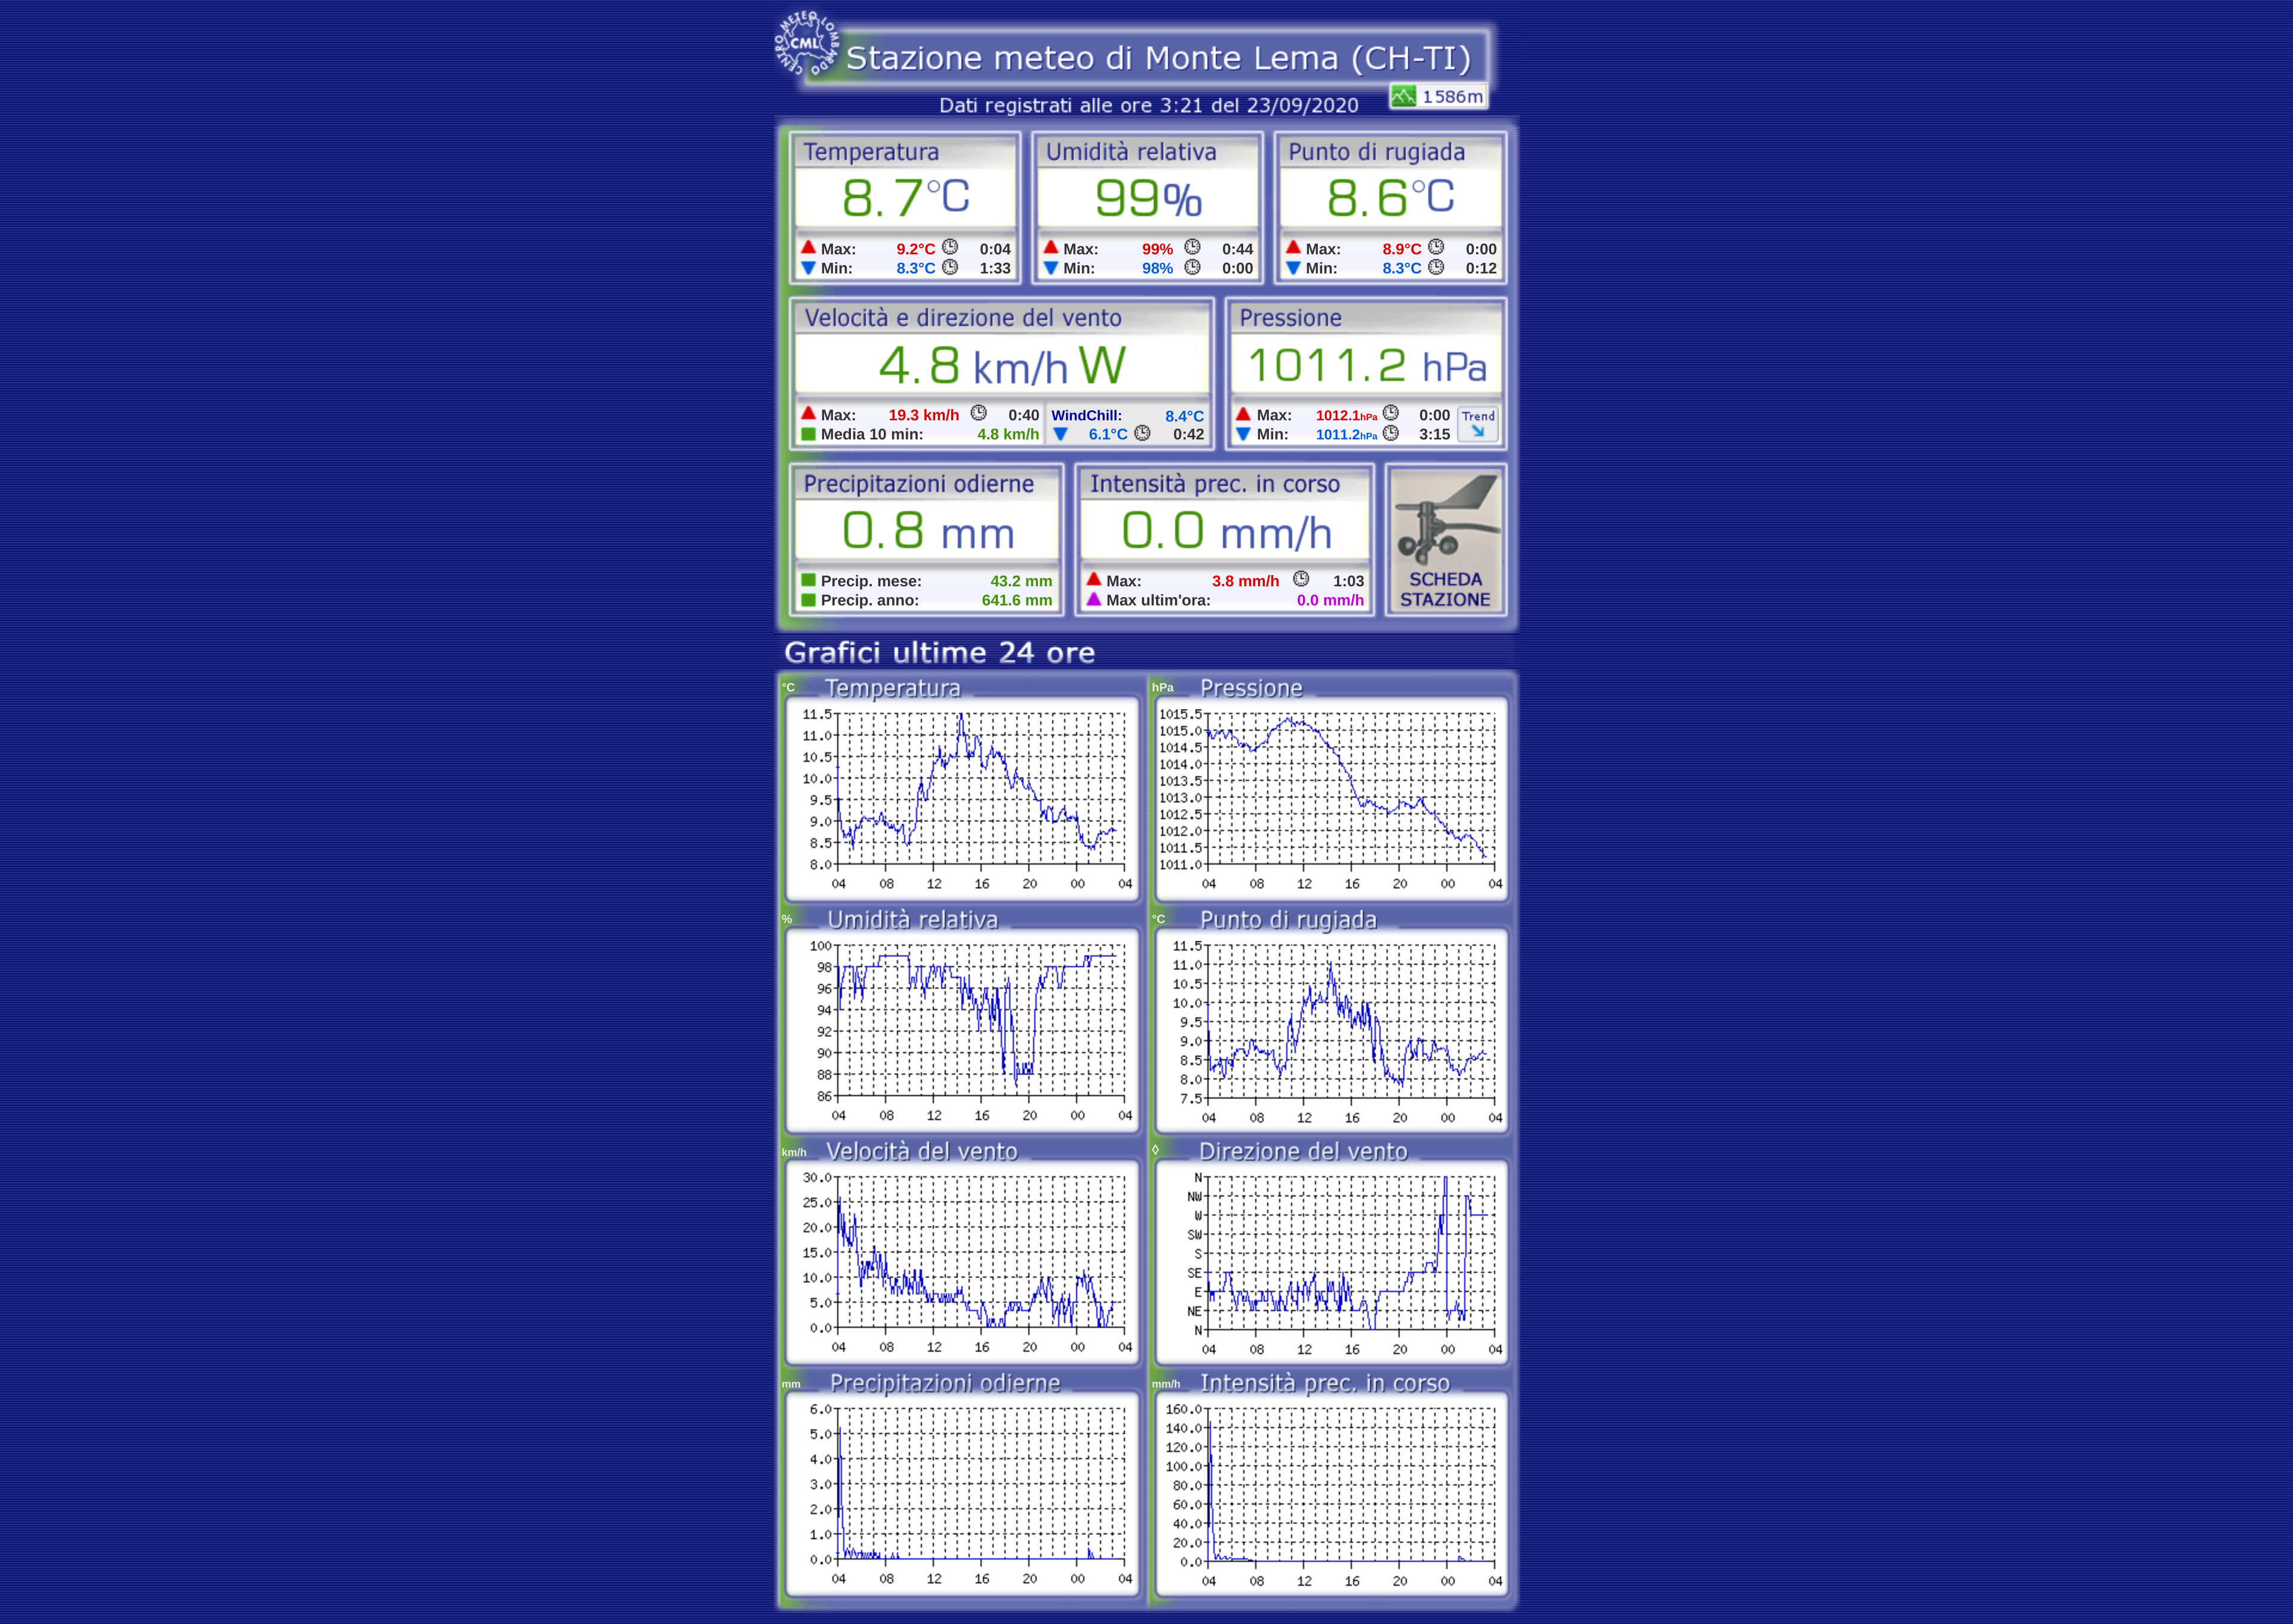 CENTRO METEO LOMBARDO
CML
Stazione meteo di Monte Lema (CH-TI)
1586m
Dati registrati alle ore 3:21 del 23/09/2020
Temperatura
8.7°C
Max: 9.2°C 0:04
Min: 8.3°C 1:33
Umidità relativa
99%
Max: 99% 0:44
Min: 98% 0:00
Punto di rugiada
8.6°C
Max: 8.9°C 0:00
Min: 8.3°C 0:12
Velocità e direzione del vento
4.8 km/h W
Max: 19.3 km/h 0:40
Media 10 min: 4.8 km/h
WindChill: 8.4°C
6.1°C 0:42
Pressione
1011.2 hPa
Max: 1012.1hPa 0:00
Min: 1011.2hPa 3:15
Trend
Precipitazioni odierne
0.8 mm
Precip. mese: 43.2 mm
Precip. anno: 641.6 mm
Intensità prec. in corso
0.0 mm/h
Max: 3.8 mm/h 1:03
Max ultim'ora: 0.0 mm/h
SCHEDA
STAZIONE
Grafici ultime 24 ore
°C Temperatura
11.5
11.0
10.5
10.0
9.5
9.0
8.5
8.0
04 08 12 16 20 00 04
hPa Pressione
1015.5
1015.0
1014.5
1014.0
1013.5
1013.0
1012.5
1012.0
1011.5
1011.0
04 08 12 16 20 00 04
% Umidità relativa
100
98
96
94
92
90
88
86
04 08 12 16 20 00 04
°C Punto di rugiada
11.5
11.0
10.5
10.0
9.5
9.0
8.5
8.0
7.5
04 08 12 16 20 00 04
km/h Velocità del vento
30.0
25.0
20.0
15.0
10.0
5.0
0.0
04 08 12 16 20 00 04
◊ Direzione del vento
N
NW
W
SW
S
SE
E
NE
N
04 08 12 16 20 00 04
mm Precipitazioni odierne
6.0
5.0
4.0
3.0
2.0
1.0
0.0
04 08 12 16 20 00 04
mm/h Intensità prec. in corso
160.0
140.0
120.0
100.0
80.0
60.0
40.0
20.0
0.0
04 08 12 16 20 00 04